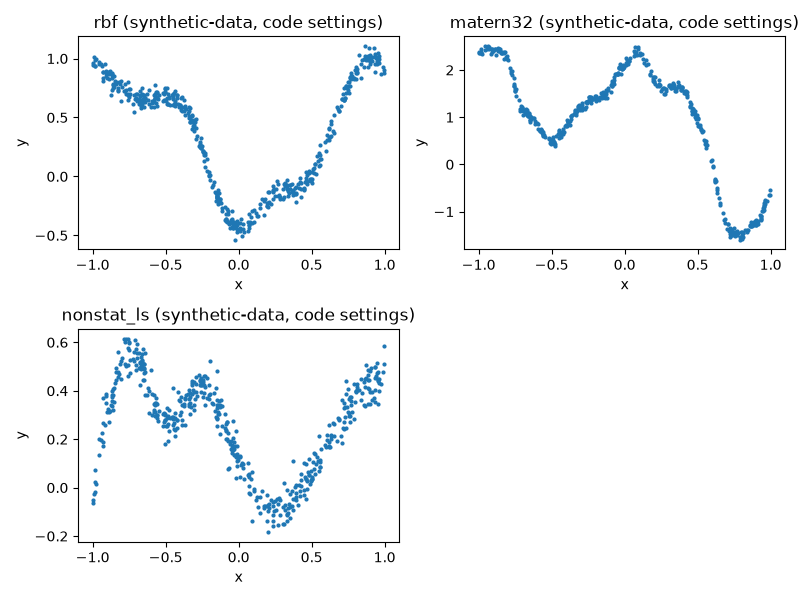 rbf (synthetic-data, code settings)
1.0
0.5
0.0
−0.5
y
−1.0 −0.5 0.0 0.5 1.0
x
matern32 (synthetic-data, code settings)
2
1
0
−1
y
−1.0 −0.5 0.0 0.5 1.0
x
nonstat_ls (synthetic-data, code settings)
0.6
0.4
0.2
0.0
−0.2
y
−1.0 −0.5 0.0 0.5 1.0
x